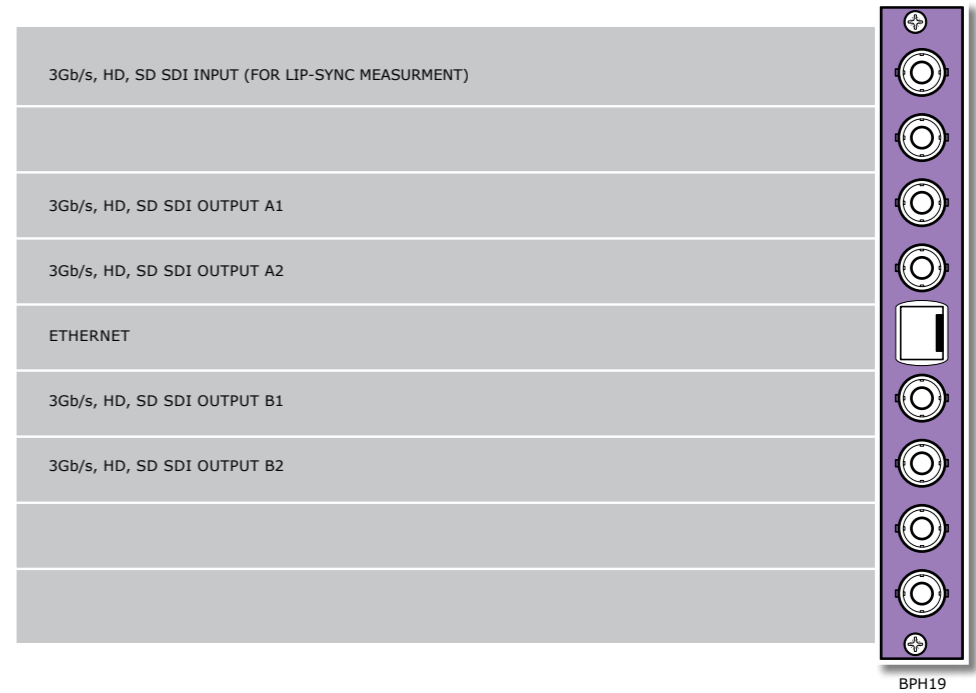 3Gb/s, HD, SD SDI INPUT (FOR LIP-SYNC MEASURMENT)
3Gb/s, HD, SD SDI OUTPUT A1
3Gb/s, HD, SD SDI OUTPUT A2
ETHERNET
3Gb/s, HD, SD SDI OUTPUT B1
3Gb/s, HD, SD SDI OUTPUT B2
BPH19